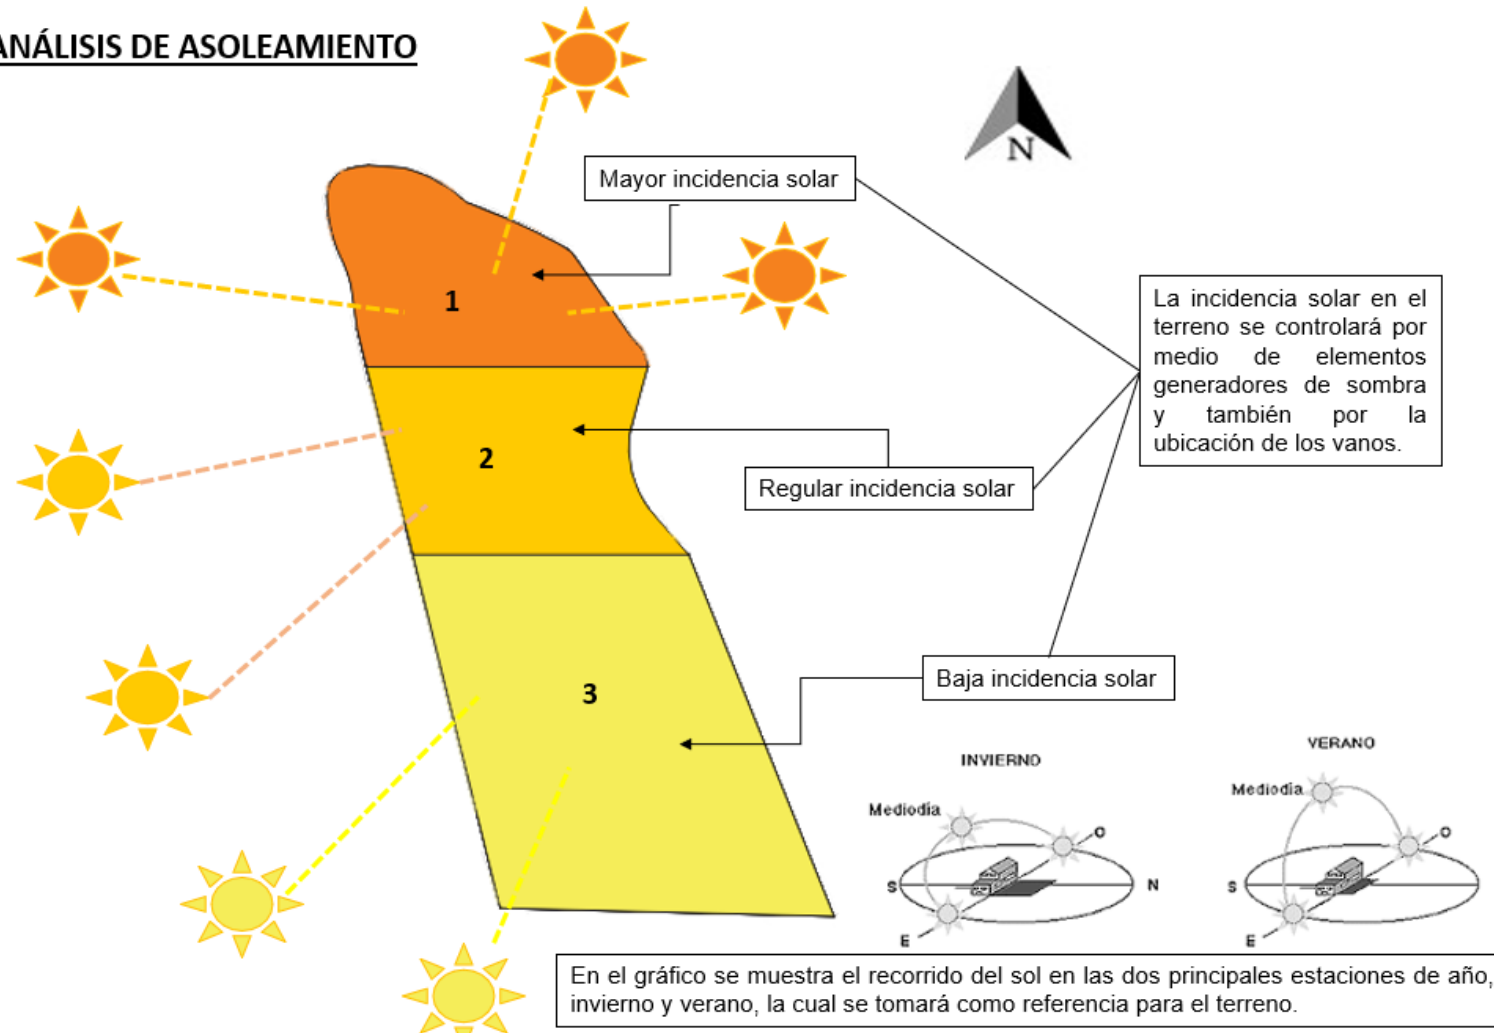 ANÁLISIS DE ASOLEAMIENTO
N
Mayor incidencia solar
1
La incidencia solar en el
terreno se controlará por
medio de elementos
generadores de sombra
y también por la
ubicación de los vanos.
2
Regular incidencia solar
3
Baja incidencia solar
INVIERNO
Mediodía
O
S
N
E
VERANO
Mediodía
O
S
E
En el gráfico se muestra el recorrido del sol en las dos principales estaciones de año,
invierno y verano, la cual se tomará como referencia para el terreno.